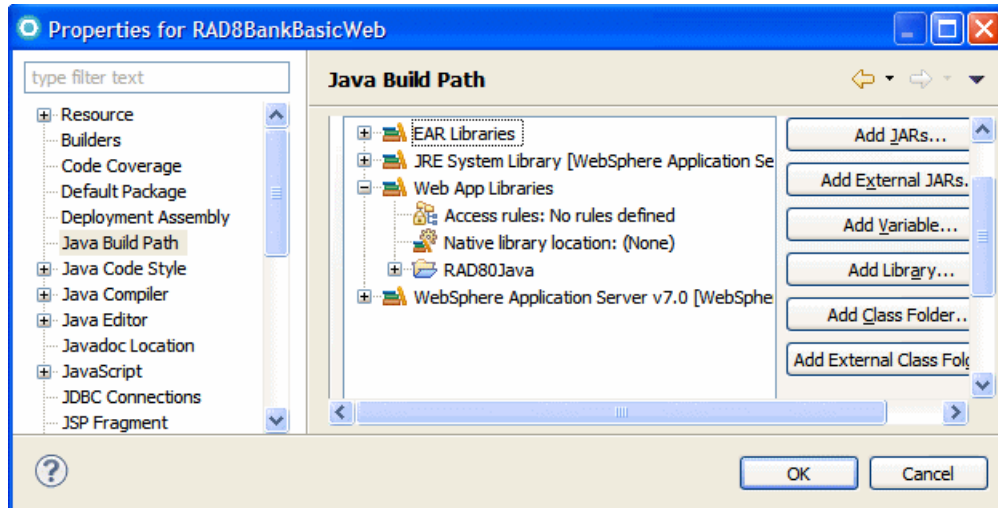 Properties for RAD8BankBasicWeb
type filter text
Resource
Builders
Code Coverage
Default Package
Deployment Assembly
Java Build Path
Java Code Style
Java Compiler
Java Editor
Javadoc Location
JavaScript
JDBC Connections
JSP Fragment
Java Build Path
EAR Libraries
JRE System Library [WebSphere Application Se
Web App Libraries
Access rules: No rules defined
Native library location: (None)
RAD80Java
WebSphere Application Server v7.0 [WebSphe
Add JARs...
Add External JARs.
Add Variable...
Add Library...
Add Class Folder..
Add External Class Fol
OK
Cancel